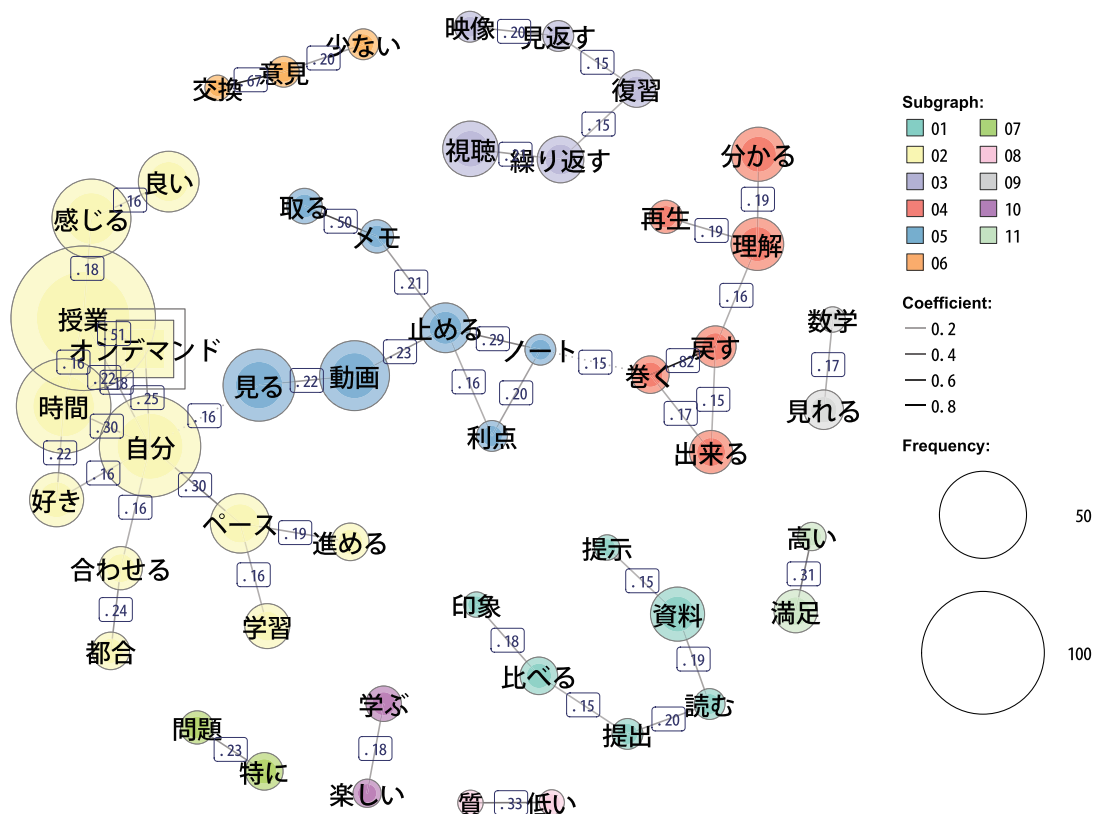 映像
.20
見返す
.15
復習
.15
視聴
繰り返す
少ない
.20
意見
.67
交換
分かる
.19
再生
.19
理解
.16
戻す
.82
巻く
.15
.17
出来る
良い
.16
感じる
.18
授業
.51
オンデマンド
.16
.22
.18
.25
時間
.30
.16
自分
.22
.16
好き
.16
.30
ペース
.19
進める
合わせる
.16
.24
学習
都合
取る
.50
メモ
.21
止める
.29
ノート
.15
.23
動画
.22
見る
.16
.20
利点
数学
.17
見れる
提示
.15
資料
.19
読む
.20
提出
.15
比べる
.18
印象
高い
.31
満足
学ぶ
.18
楽しい
問題
.23
特に
質
.33
低い
Subgraph:
01
02
03
04
05
06
07
08
09
10
11
Coefficient:
0.2
0.4
0.6
0.8
Frequency:
50
100